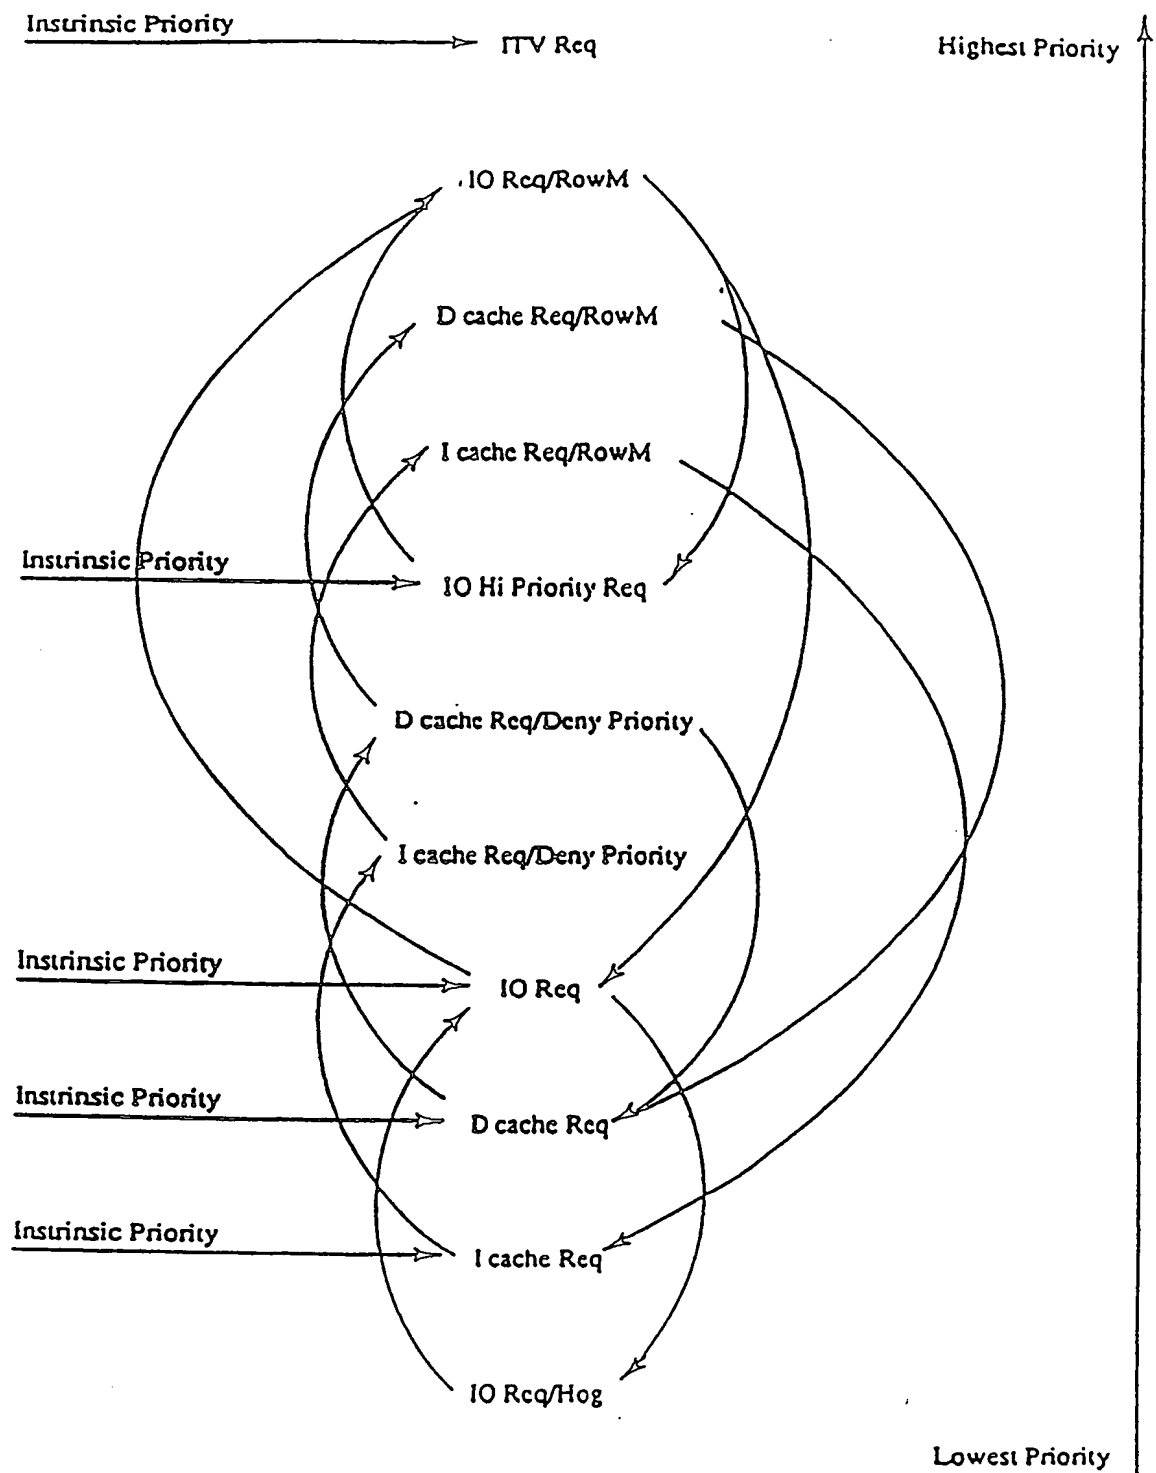 Instrinsic Priority
ITV Req
Highest Priority
IO Req/RowM
D cache Req/RowM
I cache Req/RowM
Instrinsic Priority
IO Hi Priority Req
D cache Req/Deny Priority
I cache Req/Deny Priority
Instrinsic Priority
IO Req
Instrinsic Priority
D cache Req
Instrinsic Priority
I cache Req
IO Req/Hog
Lowest Priority